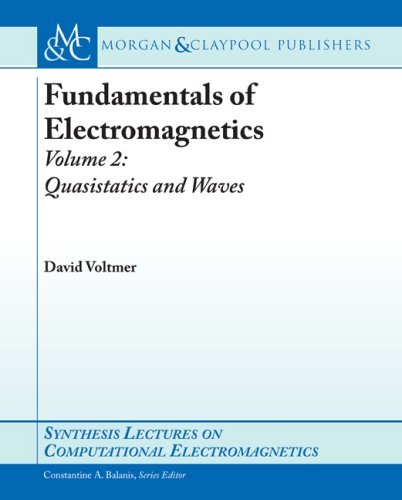 M
&C
MORGAN & CLAYPOOL PUBLISHERS
Fundamentals of
Electromagnetics
Volume 2:
Quasistatics and Waves
David Voltmer
SYNTHESIS LECTURES ON
COMPUTATIONAL ELECTROMAGNETICS
Constantine A. Balanis, Series Editor